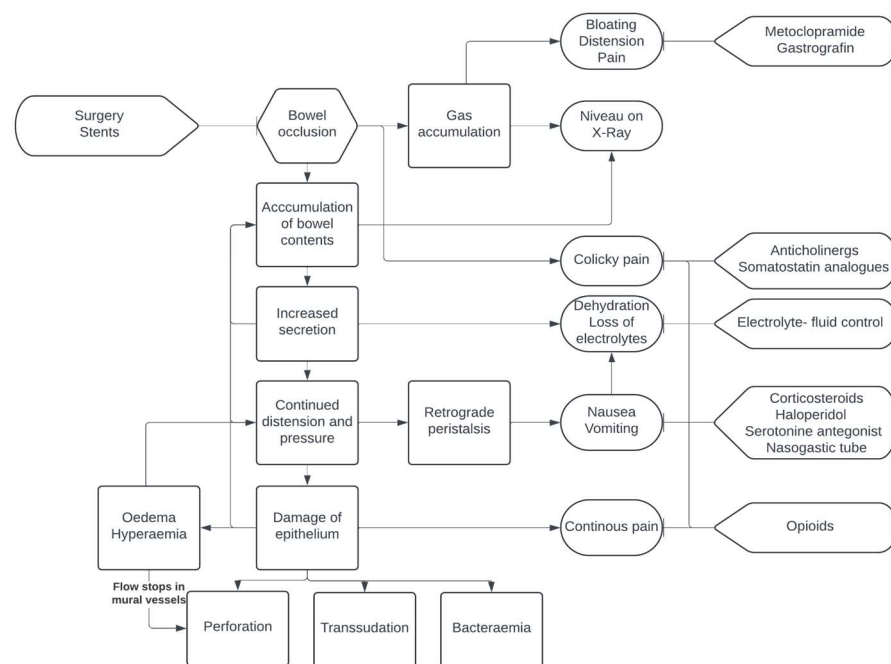 Bloating
Distension
Pain
Metoclopramide
Gastrografin
Surgery
Stents
Bowel
occlusion
Gas
accumulation
Niveau on
X-Ray
Acccumulation
of bowel
contents
Colicky pain
Anticholinergs
Somatostatin analogues
Increased
secretion
Dehydration
Loss of
electrolytes
Electrolyte- fluid control
Continued
distension and
pressure
Retrograde
peristalsis
Nausea
Vomiting
Corticosteroids
Haloperidol
Serotonine antegonist
Nasogastic tube
Oedema
Hyperaemia
Damage of
epithelium
Continous pain
Opioids
Flow stops in
mural vessels
Perforation
Transsudation
Bacteraemia